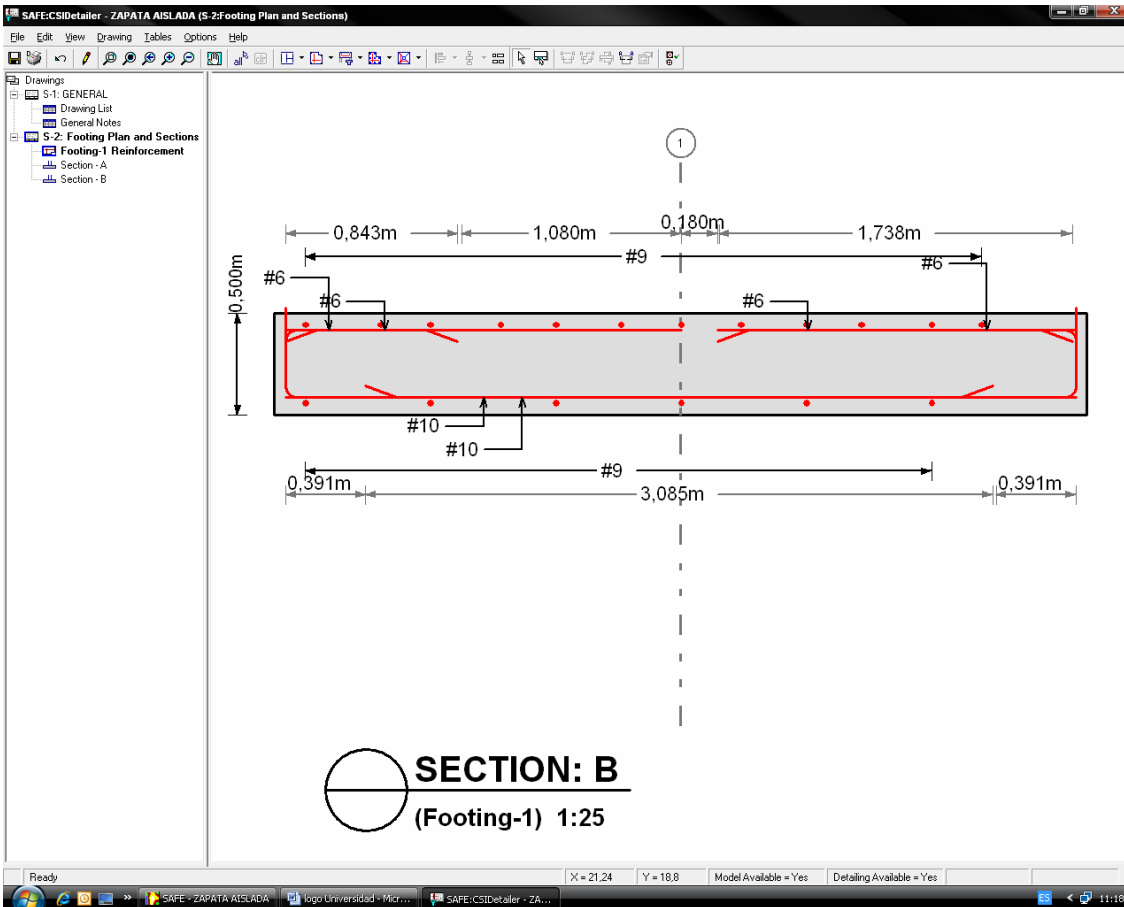 SAFE:CSIDetailer - ZAPATA AISLADA (S-2:Footing Plan and Sections)
File Edit View Drawing Tables Options Help
Drawings
S-1: GENERAL
Drawing List
General Notes
S-2: Footing Plan and Sections
Footing-1 Reinforcement
Section - A
Section - B
1
0,843m 1,080m 0,180m 1,738m
#9
#6 #6
#6 #6
0,500m
#10
#10
#9
0,391m 3,085m 0,391m
SECTION: B
(Footing-1) 1:25
Ready X = 21,24 Y = 18,8 Model Available = Yes Detailing Available = Yes
SAFE - ZAPATA AISLADA logo Universidad - Micr... SAFE:CSIDetailer - ZA... ES 11:18